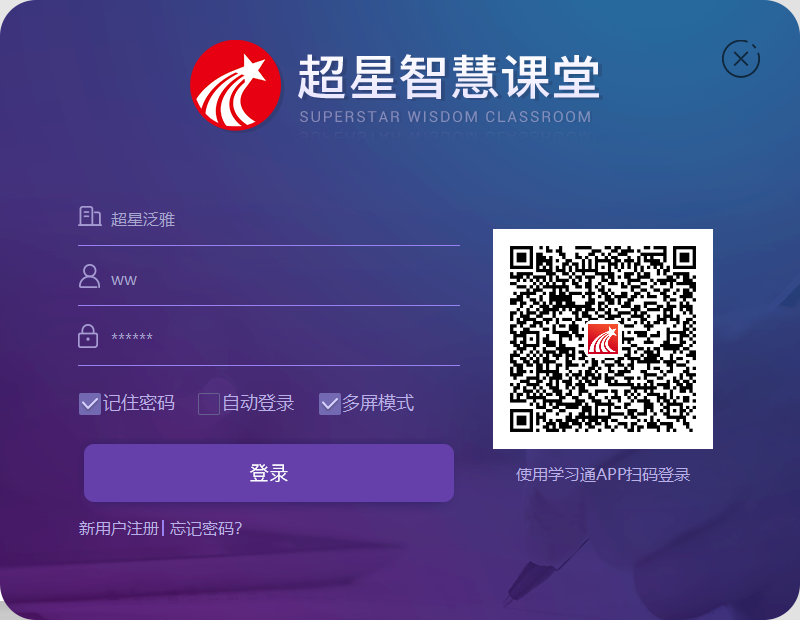 超星智慧课堂
SUPERSTAR WISDOM CLASSROOM
超星泛雅
ww
******
记住密码 自动登录 多屏模式
登录
使用学习通APP扫码登录
新用户注册| 忘记密码?